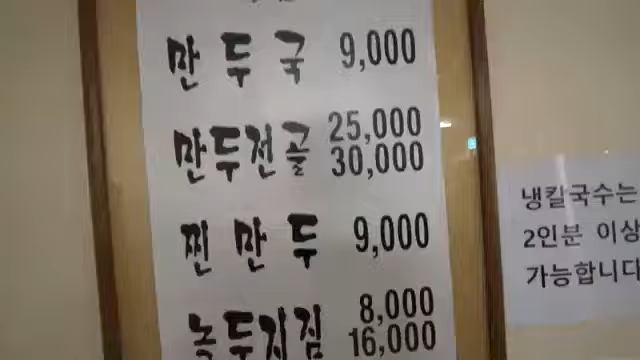 만두국 9,000
만두전골 25,000
30,000
찐만두 9,000
녹두지짐 8,000
16,000
냉칼국수는
2인분 이상
가능합니다